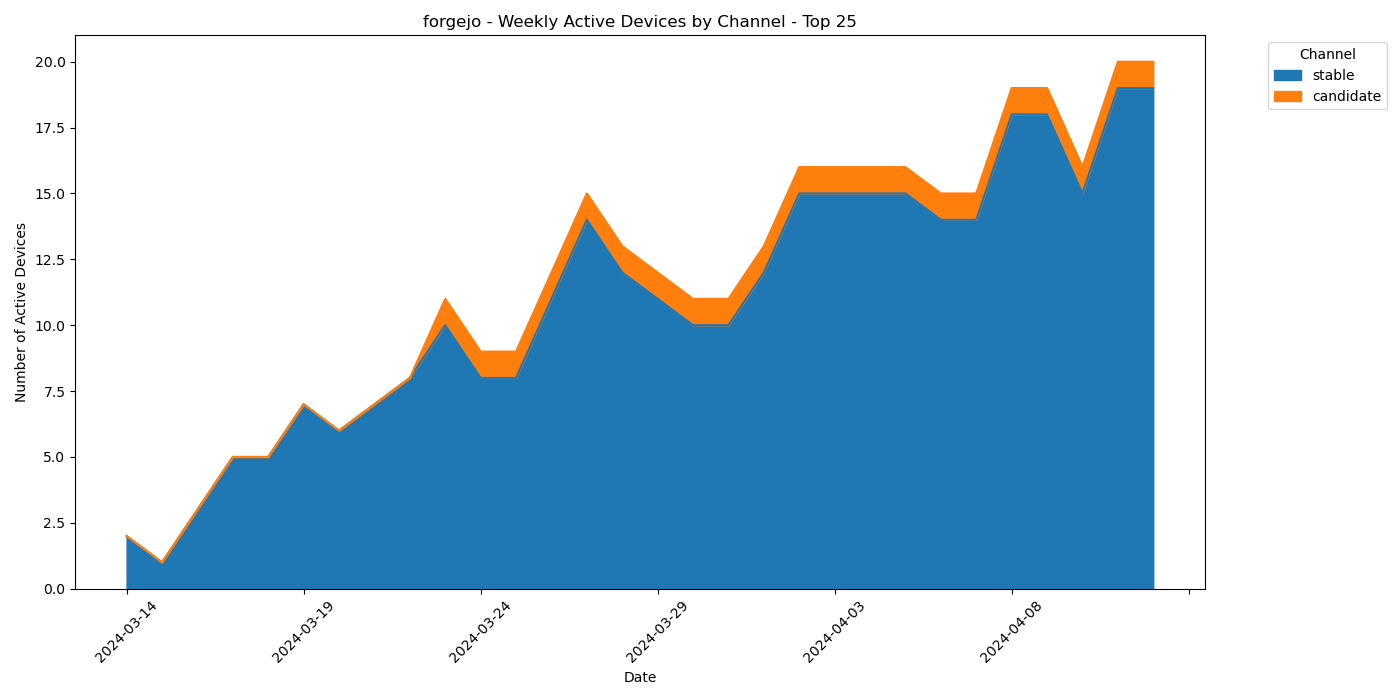 forgejo - Weekly Active Devices by Channel - Top 25
Channel
stable
candidate
Number of Active Devices
20.0
17.5
15.0
12.5
10.0
7.5
5.0
2.5
0.0
2024-03-14
2024-03-19
2024-03-24
2024-03-29
2024-04-03
2024-04-08
Date